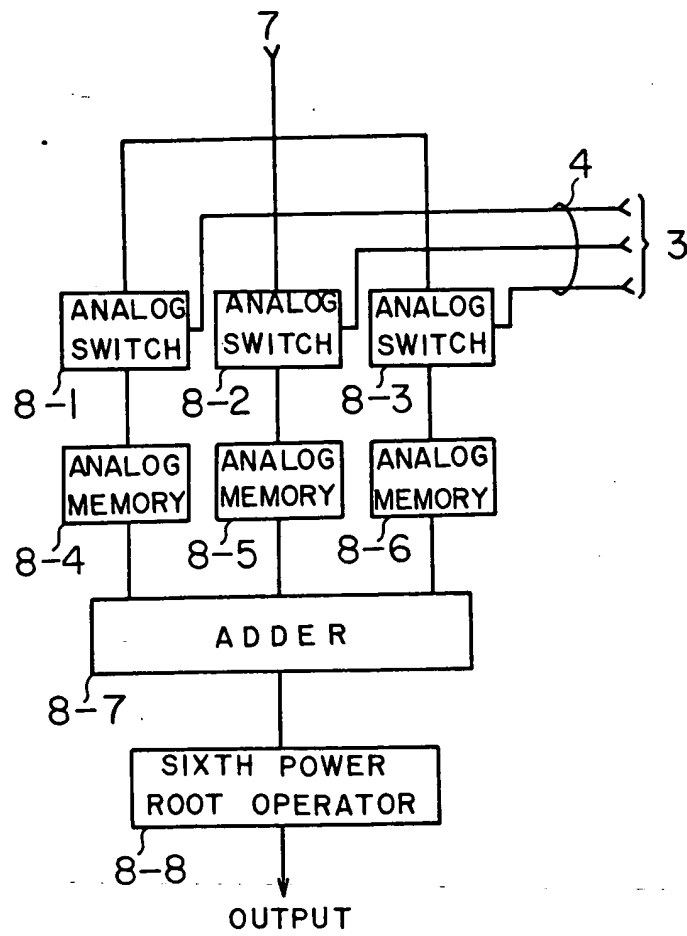 7
4
3
ANALOG SWITCH
ANALOG SWITCH
ANALOG SWITCH
8-1
8-2
8-3
ANALOG MEMORY
ANALOG MEMORY
ANALOG MEMORY
8-4
8-5
8-6
ADDER
8-7
SIXTH POWER
ROOT OPERATOR
8-8
OUTPUT